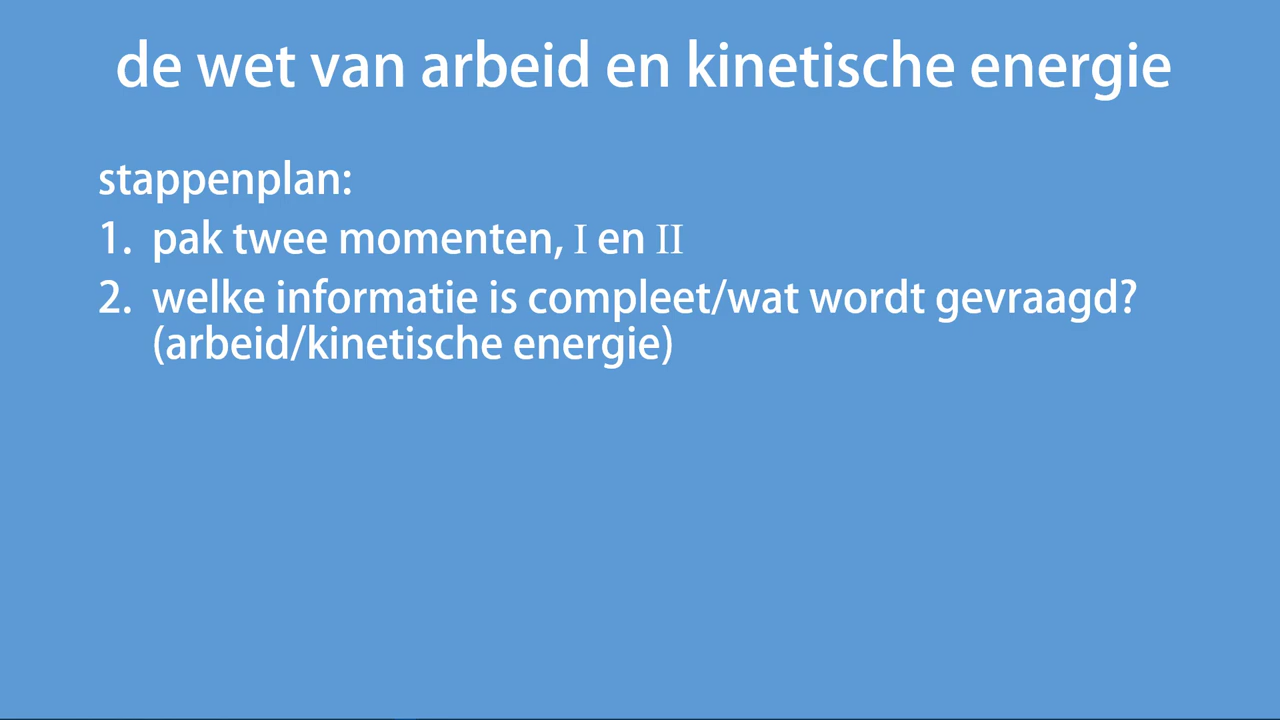 de wet van arbeid en kinetische energie
stappenplan:
1. pak twee momenten, I en II
2. welke informatie is compleet/wat wordt gevraagd?
(arbeid/kinetische energie)